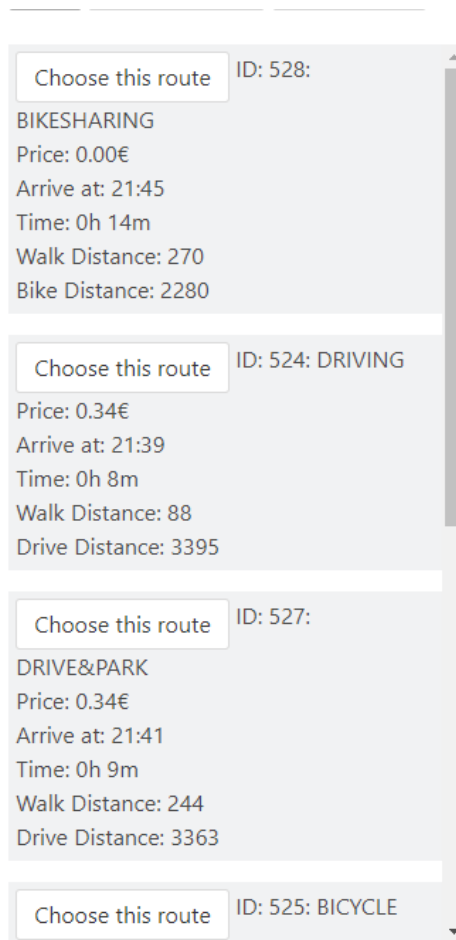 Choose this route ID: 528:
BIKESHARING
Price: 0.00€
Arrive at: 21:45
Time: 0h 14m
Walk Distance: 270
Bike Distance: 2280
Choose this route ID: 524: DRIVING
Price: 0.34€
Arrive at: 21:39
Time: 0h 8m
Walk Distance: 88
Drive Distance: 3395
Choose this route ID: 527:
DRIVE&PARK
Price: 0.34€
Arrive at: 21:41
Time: 0h 9m
Walk Distance: 244
Drive Distance: 3363
Choose this route ID: 525: BICYCLE